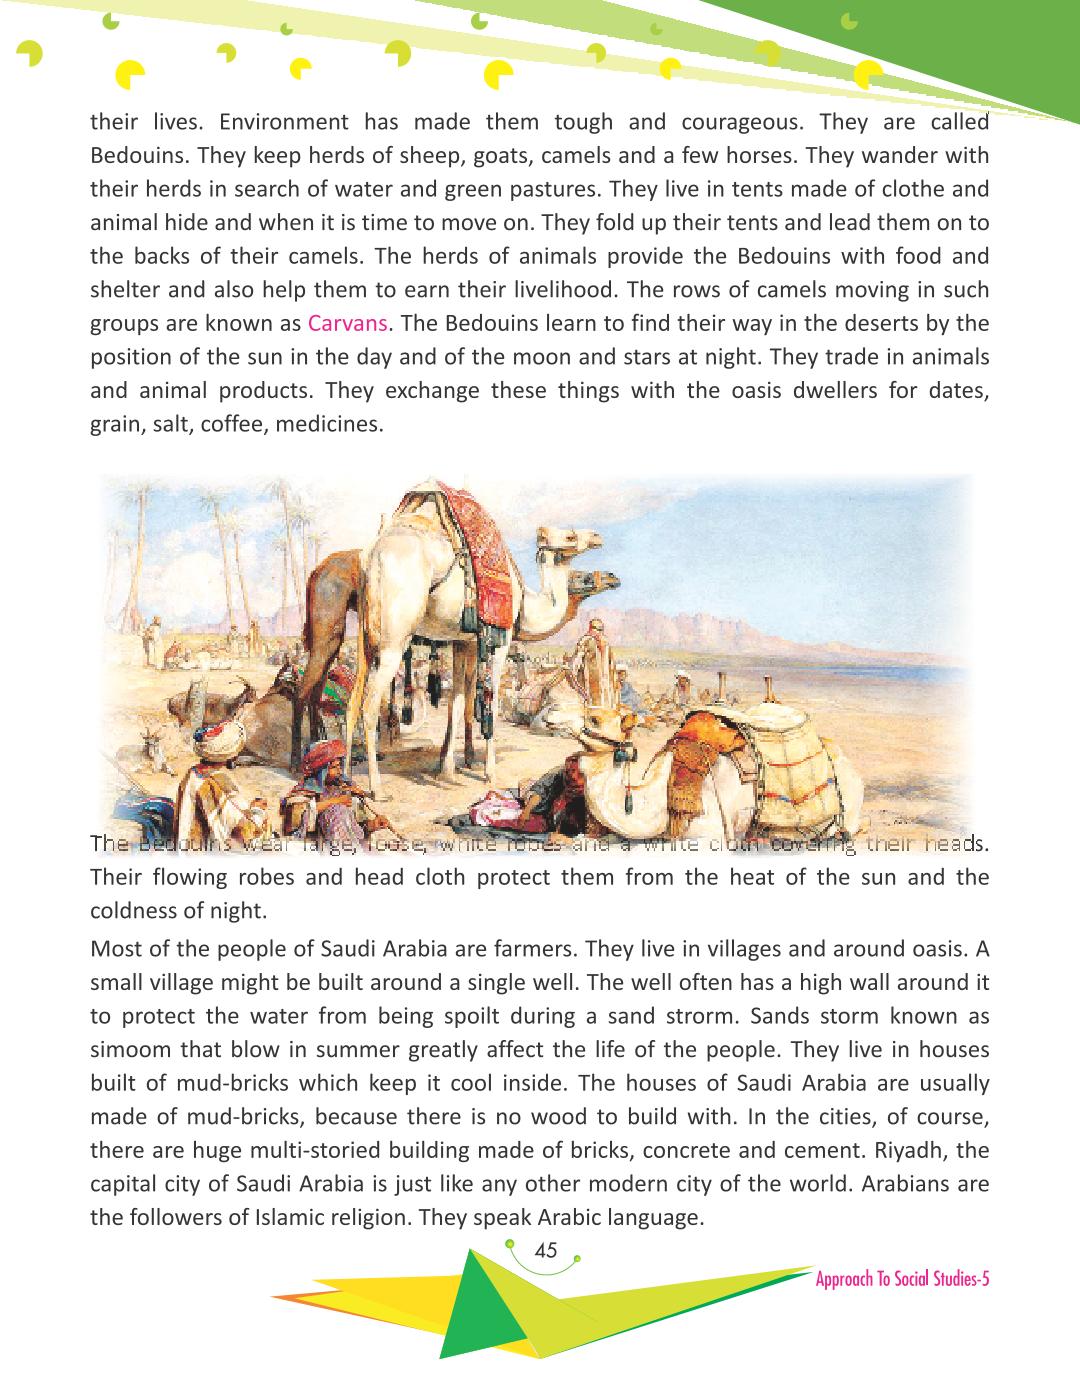 their lives. Environment has made them tough and courageous. They are called
Bedouins. They keep herds of sheep, goats, camels and a few horses. They wander with
their herds in search of water and green pastures. They live in tents made of clothe and
animal hide and when it is time to move on. They fold up their tents and lead them on to
the backs of their camels. The herds of animals provide the Bedouins with food and
shelter and also help them to earn their livelihood. The rows of camels moving in such
groups are known as Carvans. The Bedouins learn to find their way in the deserts by the
position of the sun in the day and of the moon and stars at night. They trade in animals
and animal products. They exchange these things with the oasis dwellers for dates,
grain, salt, coffee, medicines.
The Bedouins wear large, loose, white robes and a white cloth covering their heads.
Their flowing robes and head cloth protect them from the heat of the sun and the
coldness of night.
Most of the people of Saudi Arabia are farmers. They live in villages and around oasis. A
small village might be built around a single well. The well often has a high wall around it
to protect the water from being spoilt during a sand strorm. Sands storm known as
simoom that blow in summer greatly affect the life of the people. They live in houses
built of mud-bricks which keep it cool inside. The houses of Saudi Arabia are usually
made of mud-bricks, because there is no wood to build with. In the cities, of course,
there are huge multi-storied building made of bricks, concrete and cement. Riyadh, the
capital city of Saudi Arabia is just like any other modern city of the world. Arabians are
the followers of Islamic religion. They speak Arabic language.
45
Approach To Social Studies-5